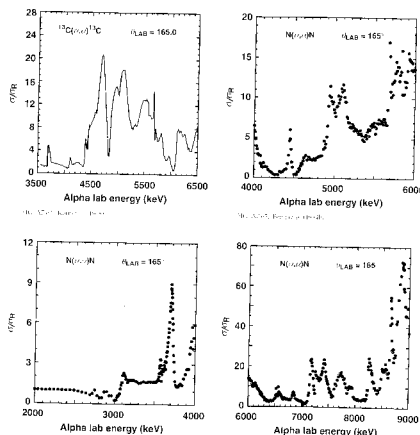 ¹³C(α,α)¹³C θLAB = 165.0
28
24
20
16
12
8
4
0
σ/σR
3500 4500 5500 6500
Alpha lab energy (keV)
N(α,α)N θLAB = 165°
20
15
10
5
0
σ/σR
4000 5000 6000
Alpha lab energy (keV)
N(α,α)N θLAB = 165°
12
9
6
3
0
σ/σR
2000 3000 4000
Alpha lab energy (keV)
N(α,α)N θLAB = 165
80
60
40
20
0
σ/σR
6000 7000 8000 9000
Alpha lab energy (keV)